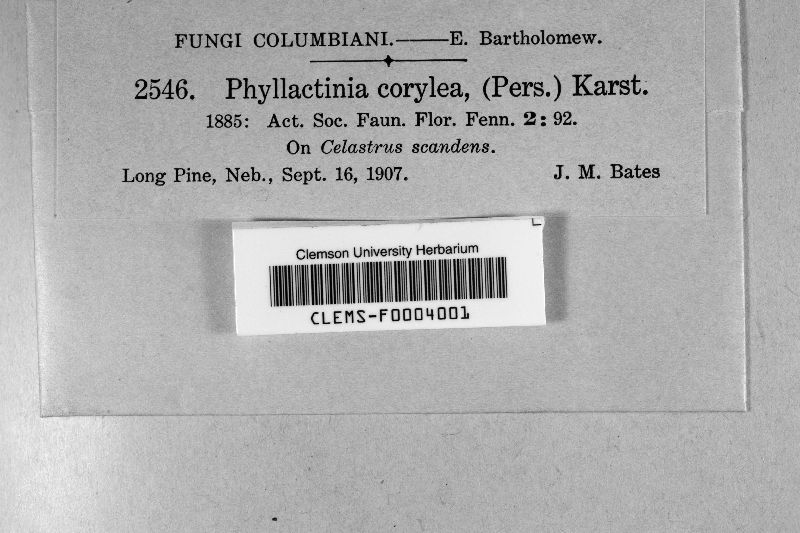 FUNGI COLUMBIANI.——E. Bartholomew.
2546. Phyllactinia corylea, (Pers.) Karst.
1885: Act. Soc. Faun. Flor. Fenn. 2: 92.
On Celastrus scandens.
Long Pine, Neb., Sept. 16, 1907. J. M. Bates
Clemson University Herbarium
CLEMS-F0004001